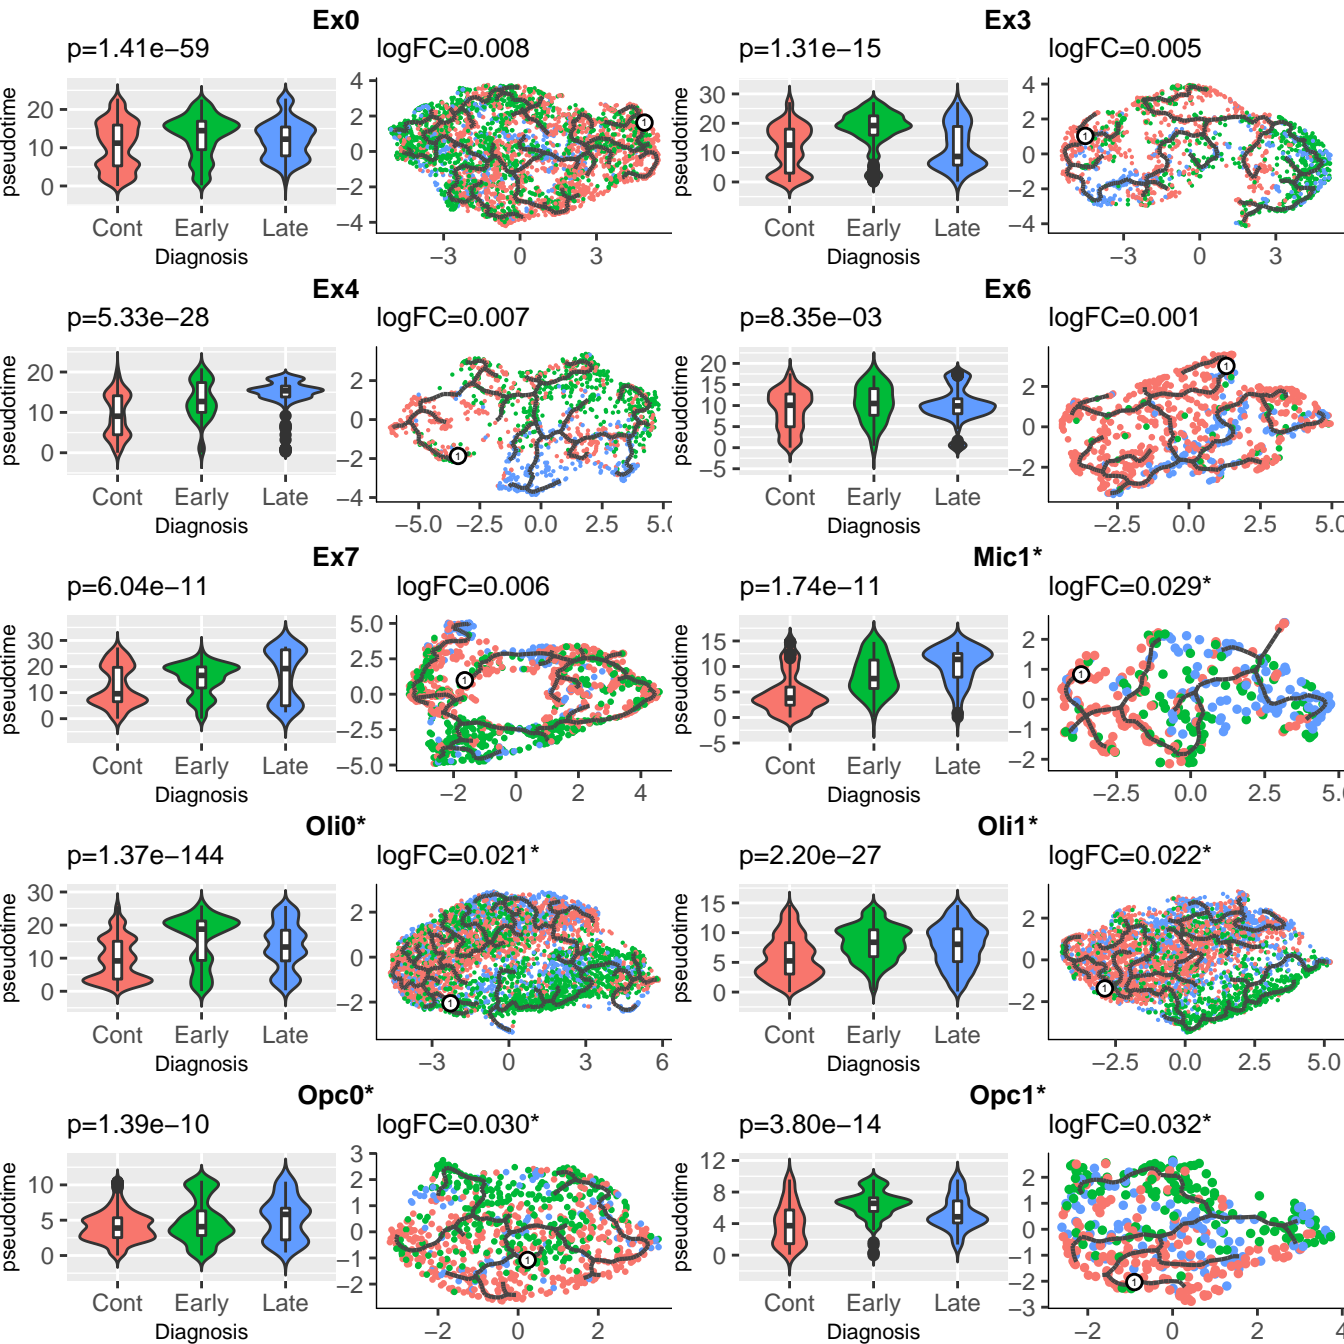 Ex0
p=1.41e−59
logFC=0.008
pseudotime
20
10
0
Cont Early Late
Diagnosis
4
2
0
−2
−4
−3 0 3
Ex3
p=1.31e−15
logFC=0.005
pseudotime
30
20
10
0
Cont Early Late
Diagnosis
4
2
0
−2
−4
−3 0 3
1
1
Ex4
p=5.33e−28
logFC=0.007
pseudotime
20
10
0
Cont Early Late
Diagnosis
2
0
−2
−4
−5.0 −2.5 0.0 2.5 5.0
1
Ex6
p=8.35e−03
logFC=0.001
pseudotime
20
15
10
5
0
−5
Cont Early Late
Diagnosis
2
0
−2
−2.5 0.0 2.5 5.0
1
Ex7
p=6.04e−11
logFC=0.006
pseudotime
30
20
10
0
Cont Early Late
Diagnosis
5.0
2.5
0.0
−2.5
−5.0
−2 0 2 4
1
Mic1*
p=1.74e−11
logFC=0.029*
pseudotime
15
10
5
0
−5
Cont Early Late
Diagnosis
2
1
0
−1
−2
−2.5 0.0 2.5 5.0
1
Oli0*
p=1.37e−144
logFC=0.021*
pseudotime
30
20
10
0
Cont Early Late
Diagnosis
2
0
−2
−3 0 3 6
1
Oli1*
p=2.20e−27
logFC=0.022*
pseudotime
15
10
5
0
Cont Early Late
Diagnosis
2
0
−2
−2.5 0.0 2.5 5.0
1
Opc0*
p=1.39e−10
logFC=0.030*
pseudotime
10
5
0
Cont Early Late
Diagnosis
3
2
1
0
−1
−2
−2 0 2
1
Opc1*
p=3.80e−14
logFC=0.032*
pseudotime
12
8
4
0
Cont Early Late
Diagnosis
2
1
0
−1
−2
−3
−2 0 2 4
1